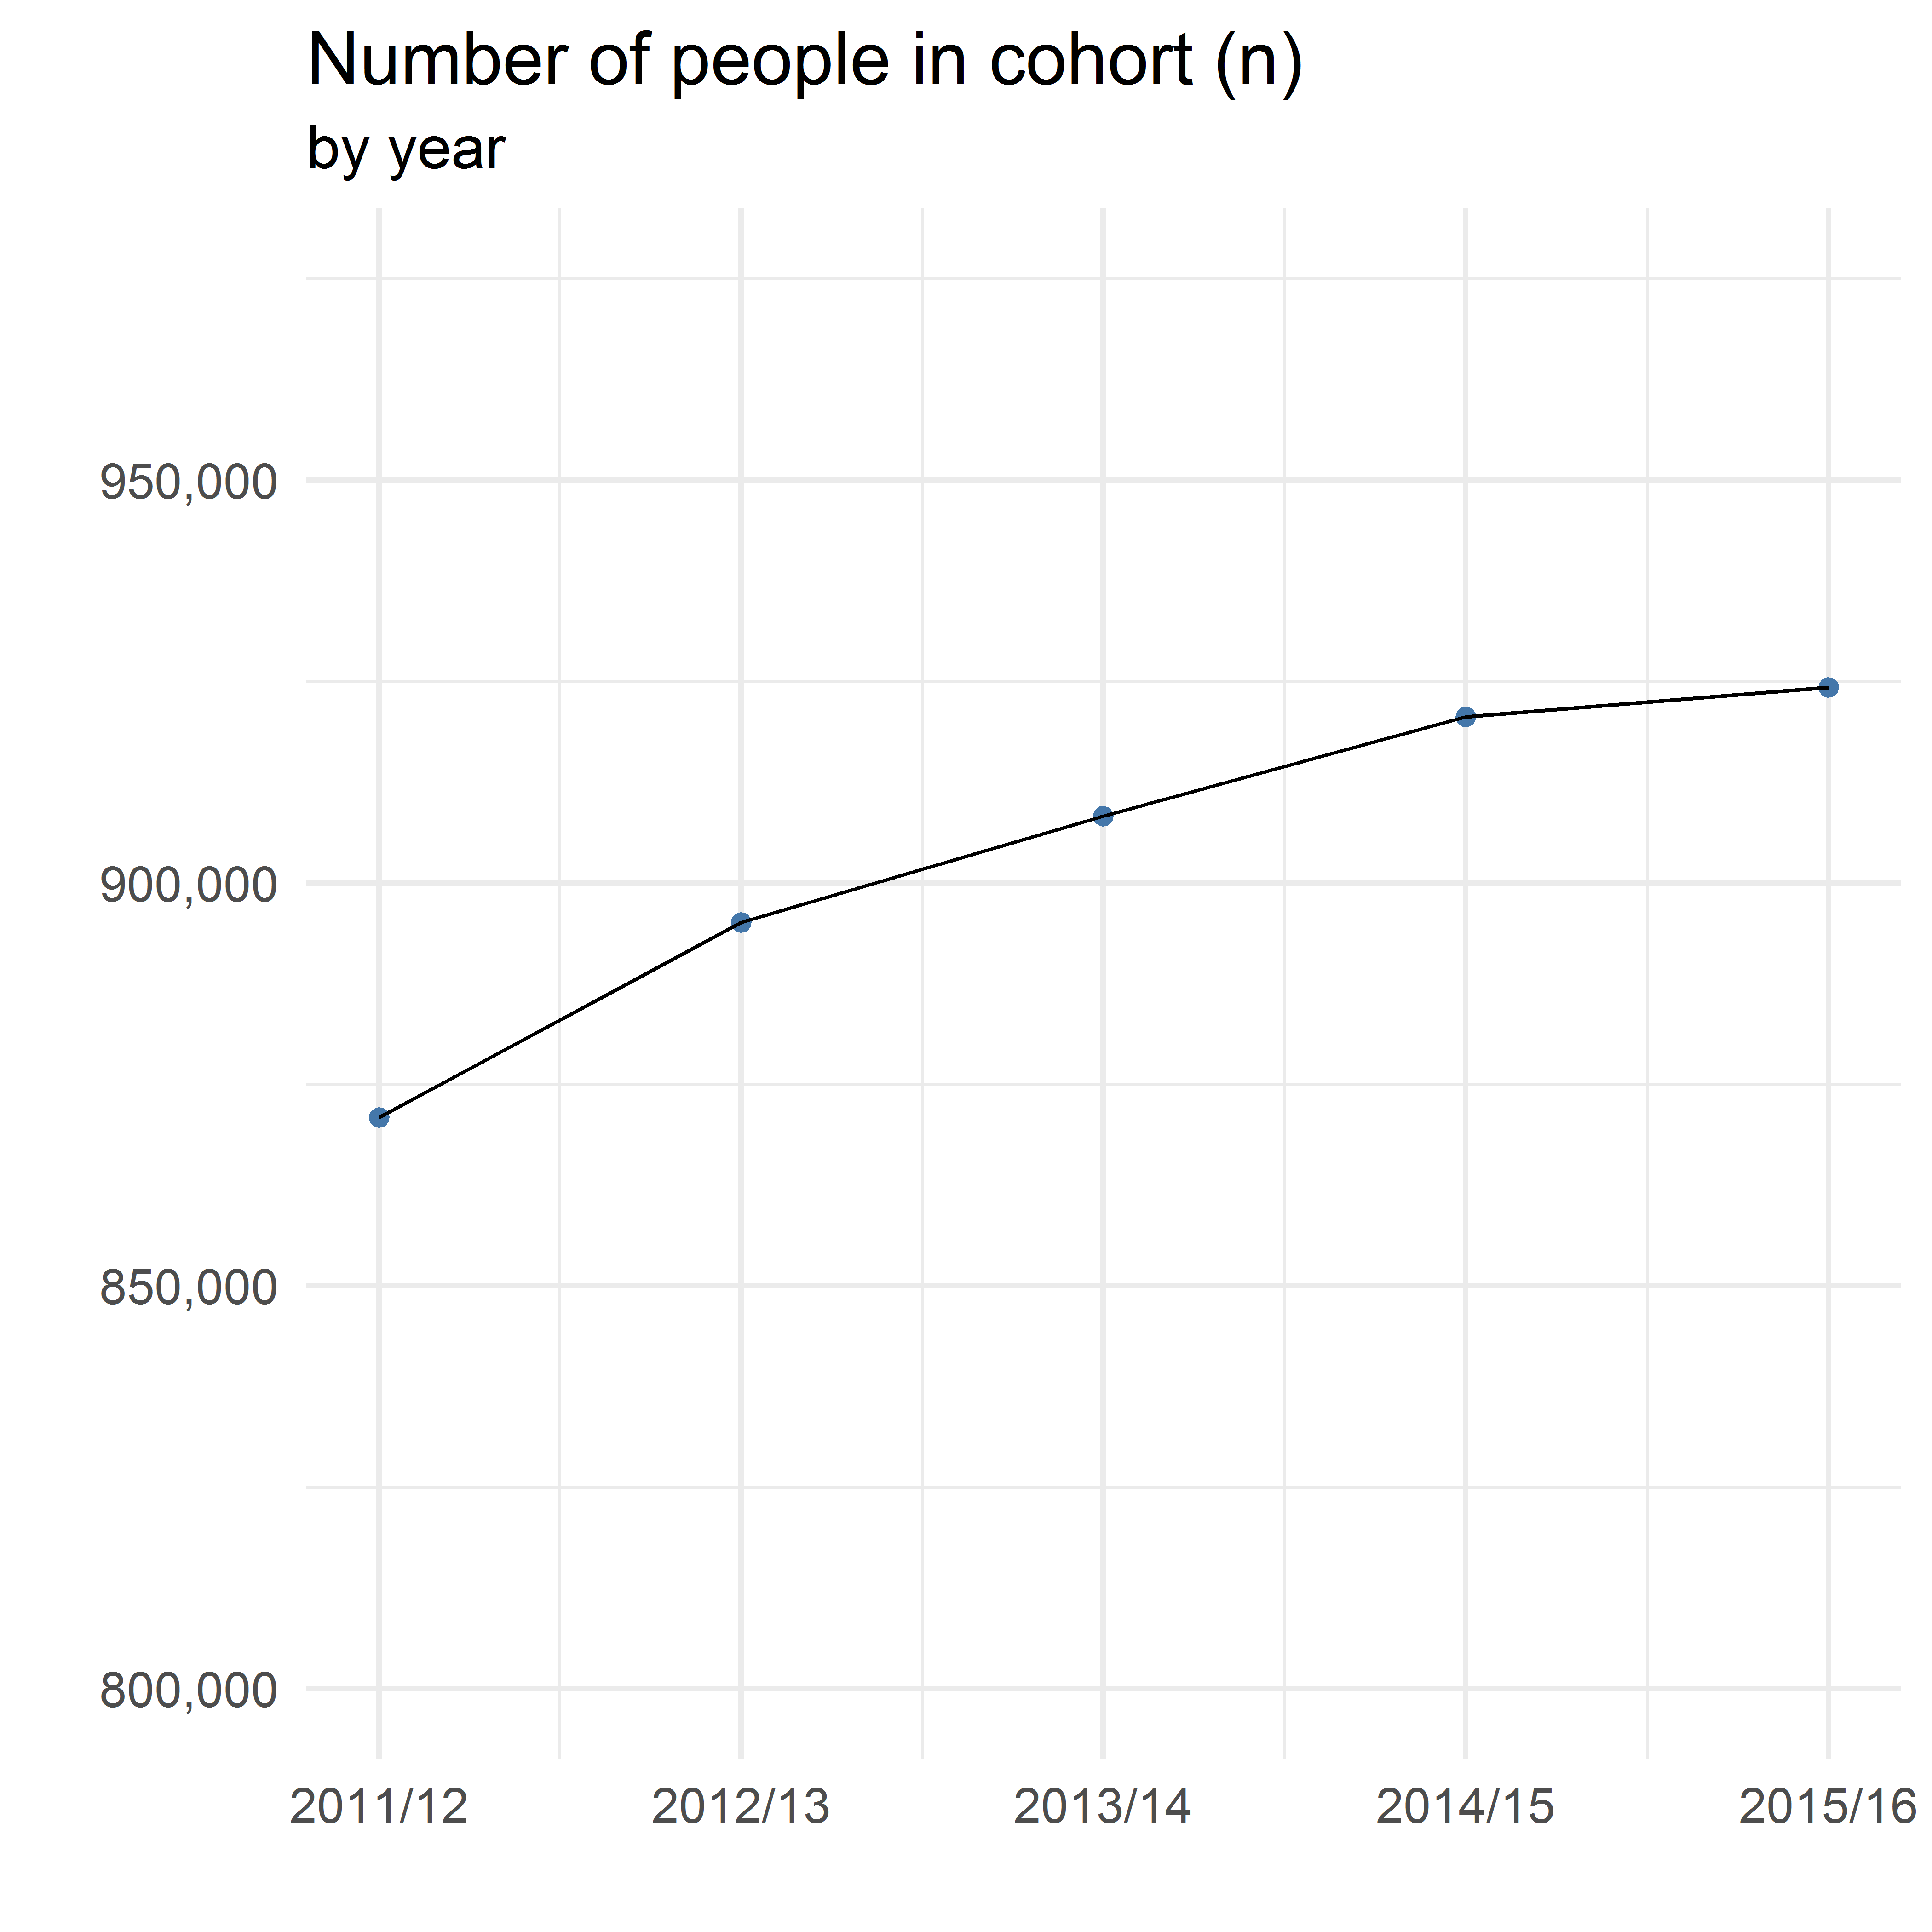 Number of people in cohort (n)
by year
950,000
900,000
850,000
800,000
2011/12 2012/13 2013/14 2014/15 2015/16